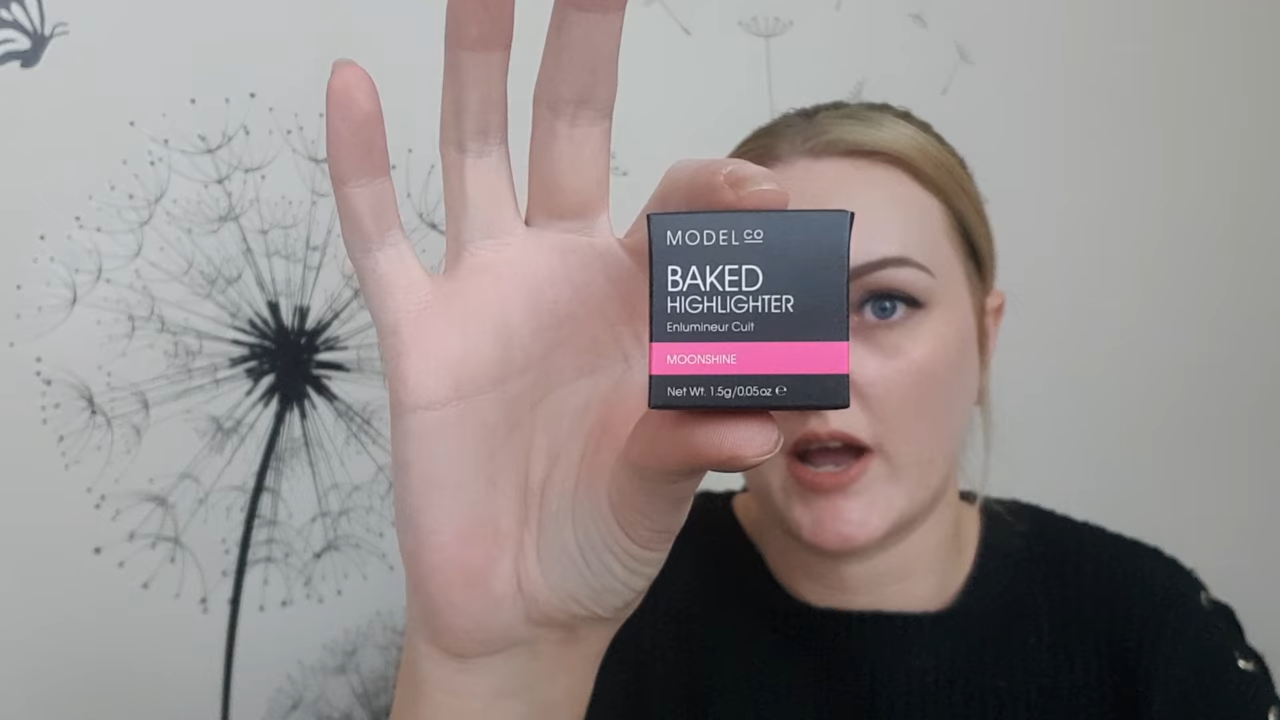 MODEL CO
BAKED
HIGHLIGHTER
Enlumineur Cuit
MOONSHINE
Net Wt. 1.5g/0.05oz ℮